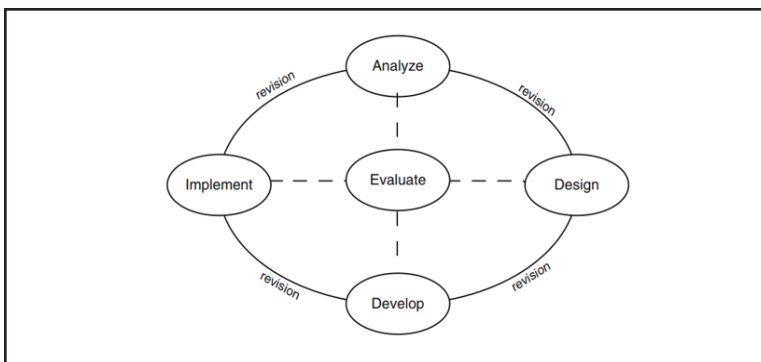 Analyze
revision
revision
Implement
Evaluate
Design
revision
revision
Develop